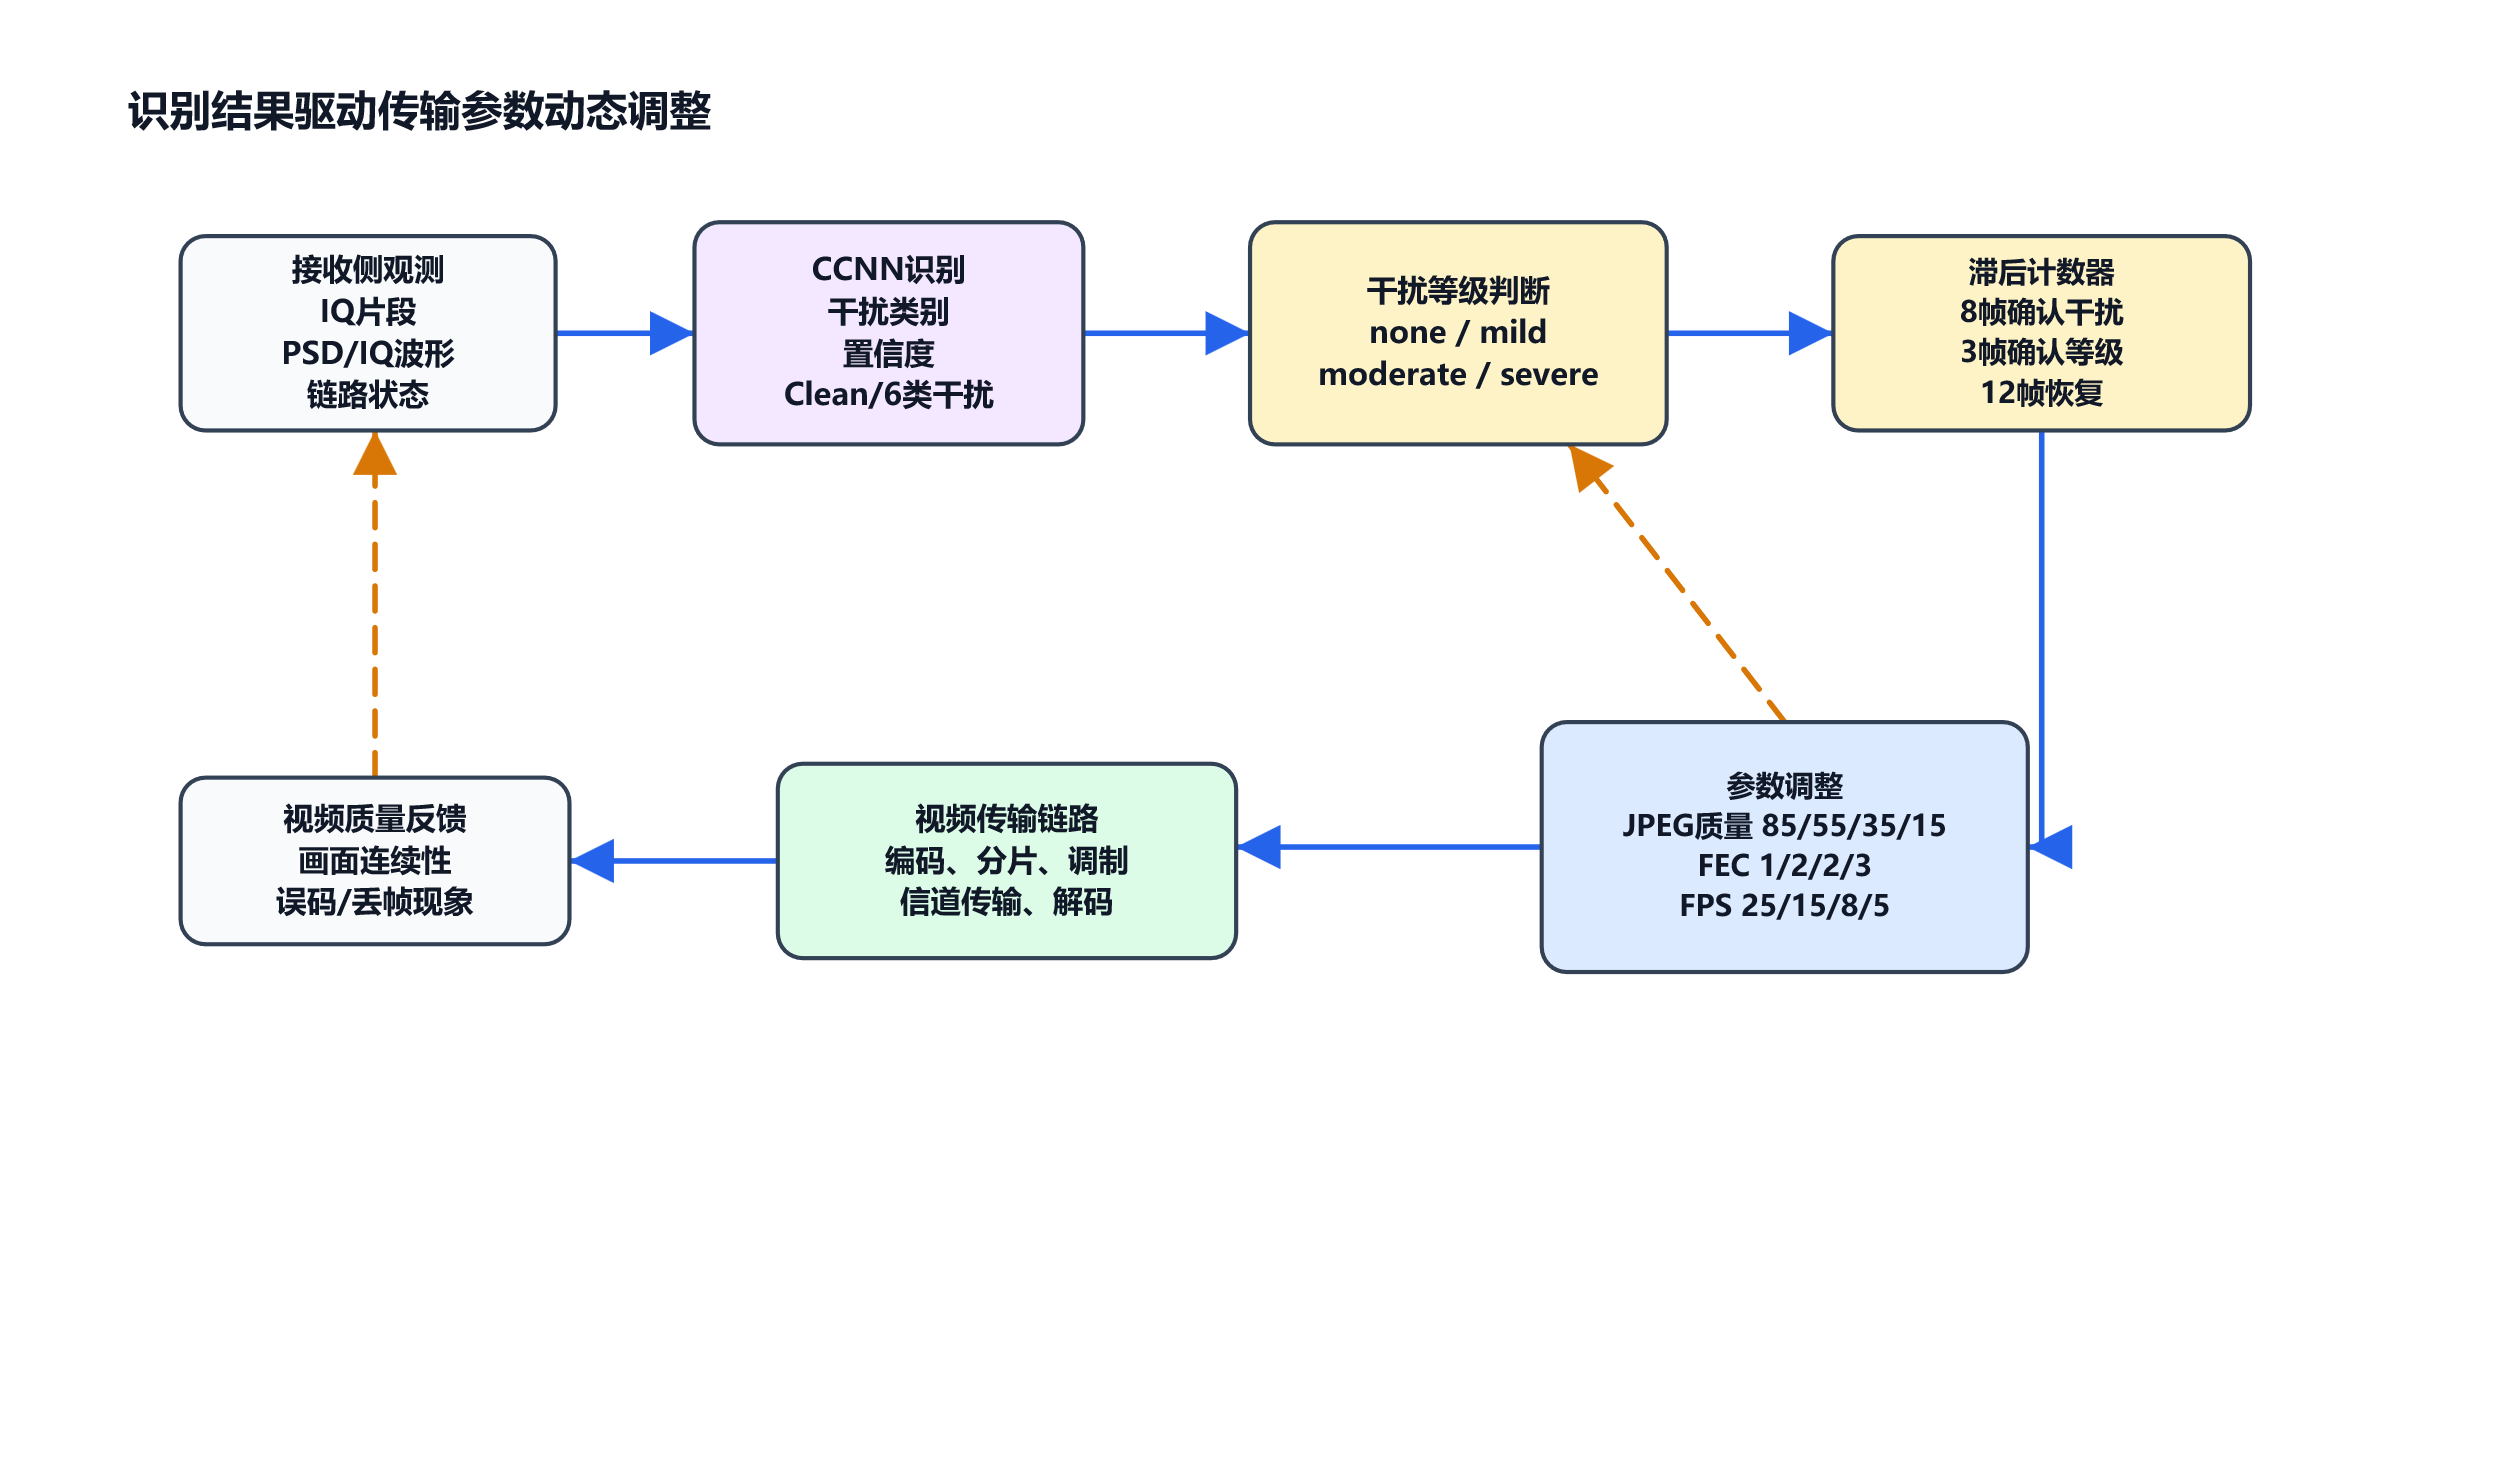 识别结果驱动传输参数动态调整
接收侧观测
IQ片段
PSD/IQ波形
链路状态
CCNN识别
干扰类别
置信度
Clean/6类干扰
干扰等级判断
none / mild
moderate / severe
滞后计数器
8帧确认干扰
3帧确认等级
12帧恢复
视频质量反馈
画面连续性
误码/丢帧现象
视频传输链路
编码、分片、调制
信道传输、解码
参数调整
JPEG质量 85/55/35/15
FEC 1/2/2/3
FPS 25/15/8/5